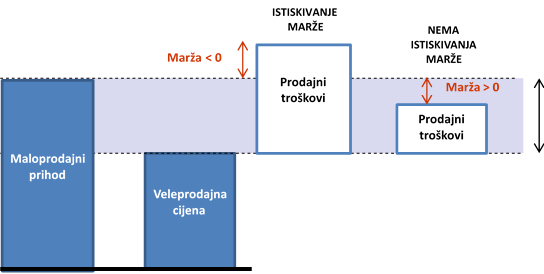 ISTISKIVANJE
MARŽE
NEMA
ISTISKIVANJA
MARŽE
Marža < 0
Marža > 0
Prodajni
troškovi
Prodajni
troškovi
Maloprodajni
prihod
Veleprodajna
cijena